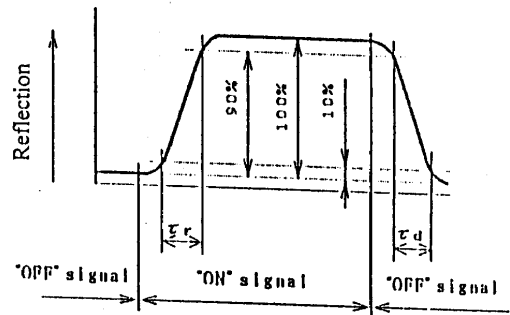 Reflection
90%
100%
10%
τr
τd
"OFF" signal
"ON" signal
"OFF" signal